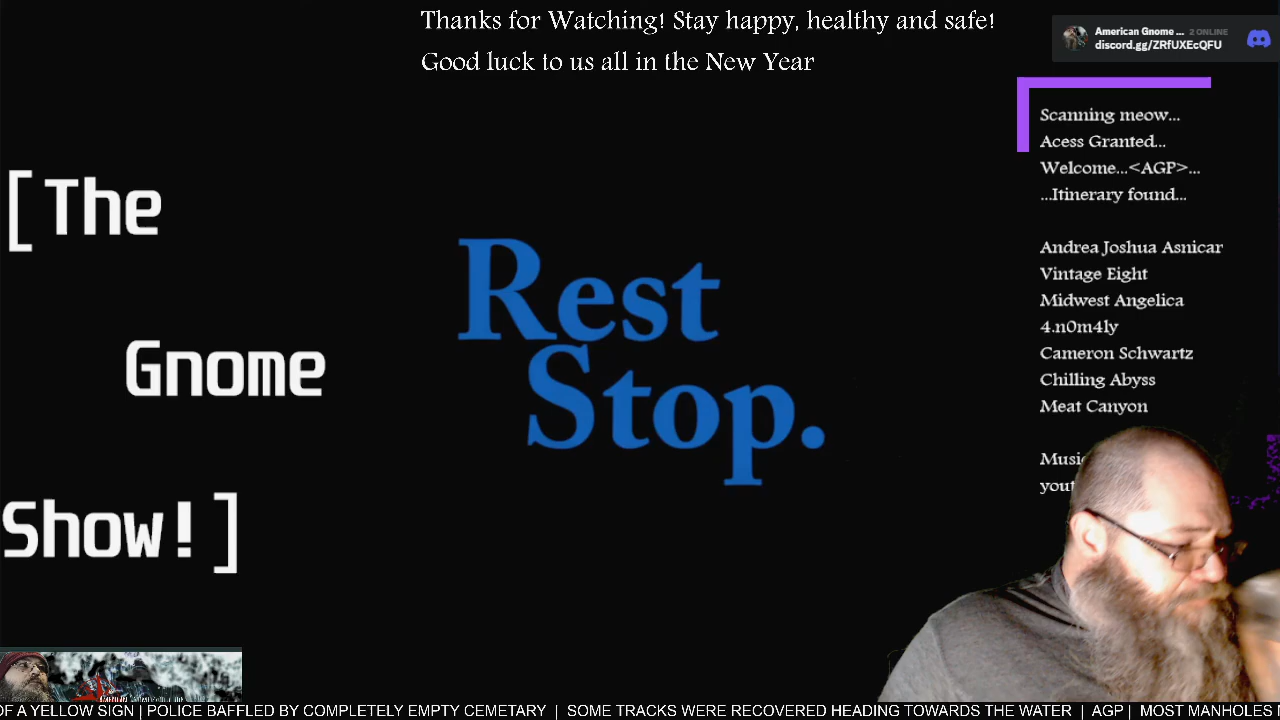 Thanks for Watching! Stay happy, healthy and safe!
Good luck to us all in the New Year
American Gnome ... 2 ONLINE
discord.gg/ZRfUXEcQFU
[The
Gnome
Show!]
Rest
Stop.
Scanning meow...
Acess Granted...
Welcome...<AGP>...
...Itinerary found...
Andrea Joshua Asnicar
Vintage Eight
Midwest Angelica
4.n0m4ly
Cameron Schwartz
Chilling Abyss
Meat Canyon
OF A YELLOW SIGN | POLICE BAFFLED BY COMPLETELY EMPTY CEMETARY | SOME TRACKS WERE RECOVERED HEADING TOWARDS THE WATER | AGP | MOST MANHOLES